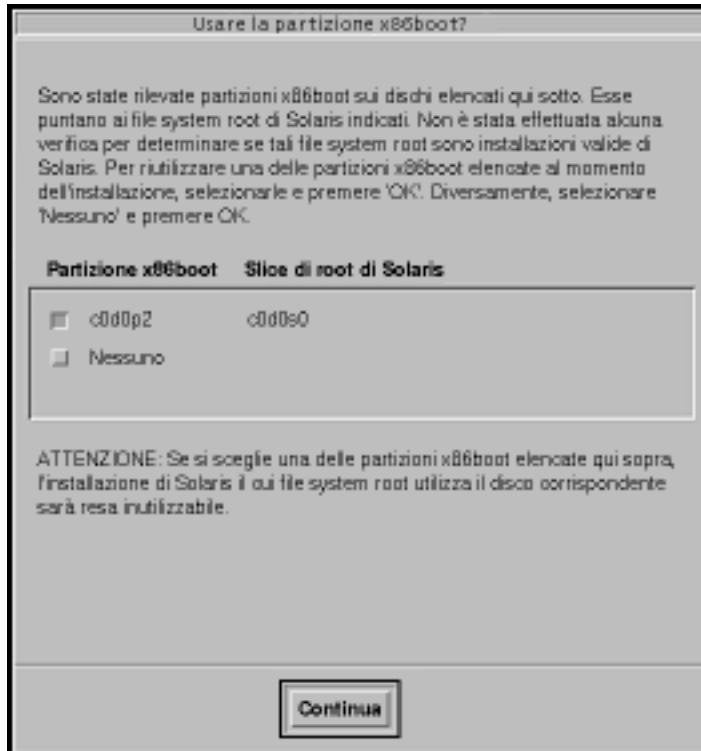 Usare la partizione x86boot?
Sono state rilevate partizioni x86boot sui dischi elencati qui sotto. Esse
puntano ai file system root di Solaris indicati. Non è stata effettuata alcuna
verifica per determinare se tali file system root sono installazioni valide di
Solaris. Per riutilizzare una delle partizioni x86boot elencate al momento
dell'installazione, selezionarle e premere 'OK'. Diversamente, selezionare
'Nessuno' e premere OK.
Partizione x86boot Slice di root di Solaris
c0d0p2 c0d0s0
Nessuno
ATTENZIONE: Se si sceglie una delle partizioni x86boot elencate qui sopra,
l'installazione di Solaris il cui file system root utilizza il disco corrispondente
sarà resa inutilizzabile.
Continua